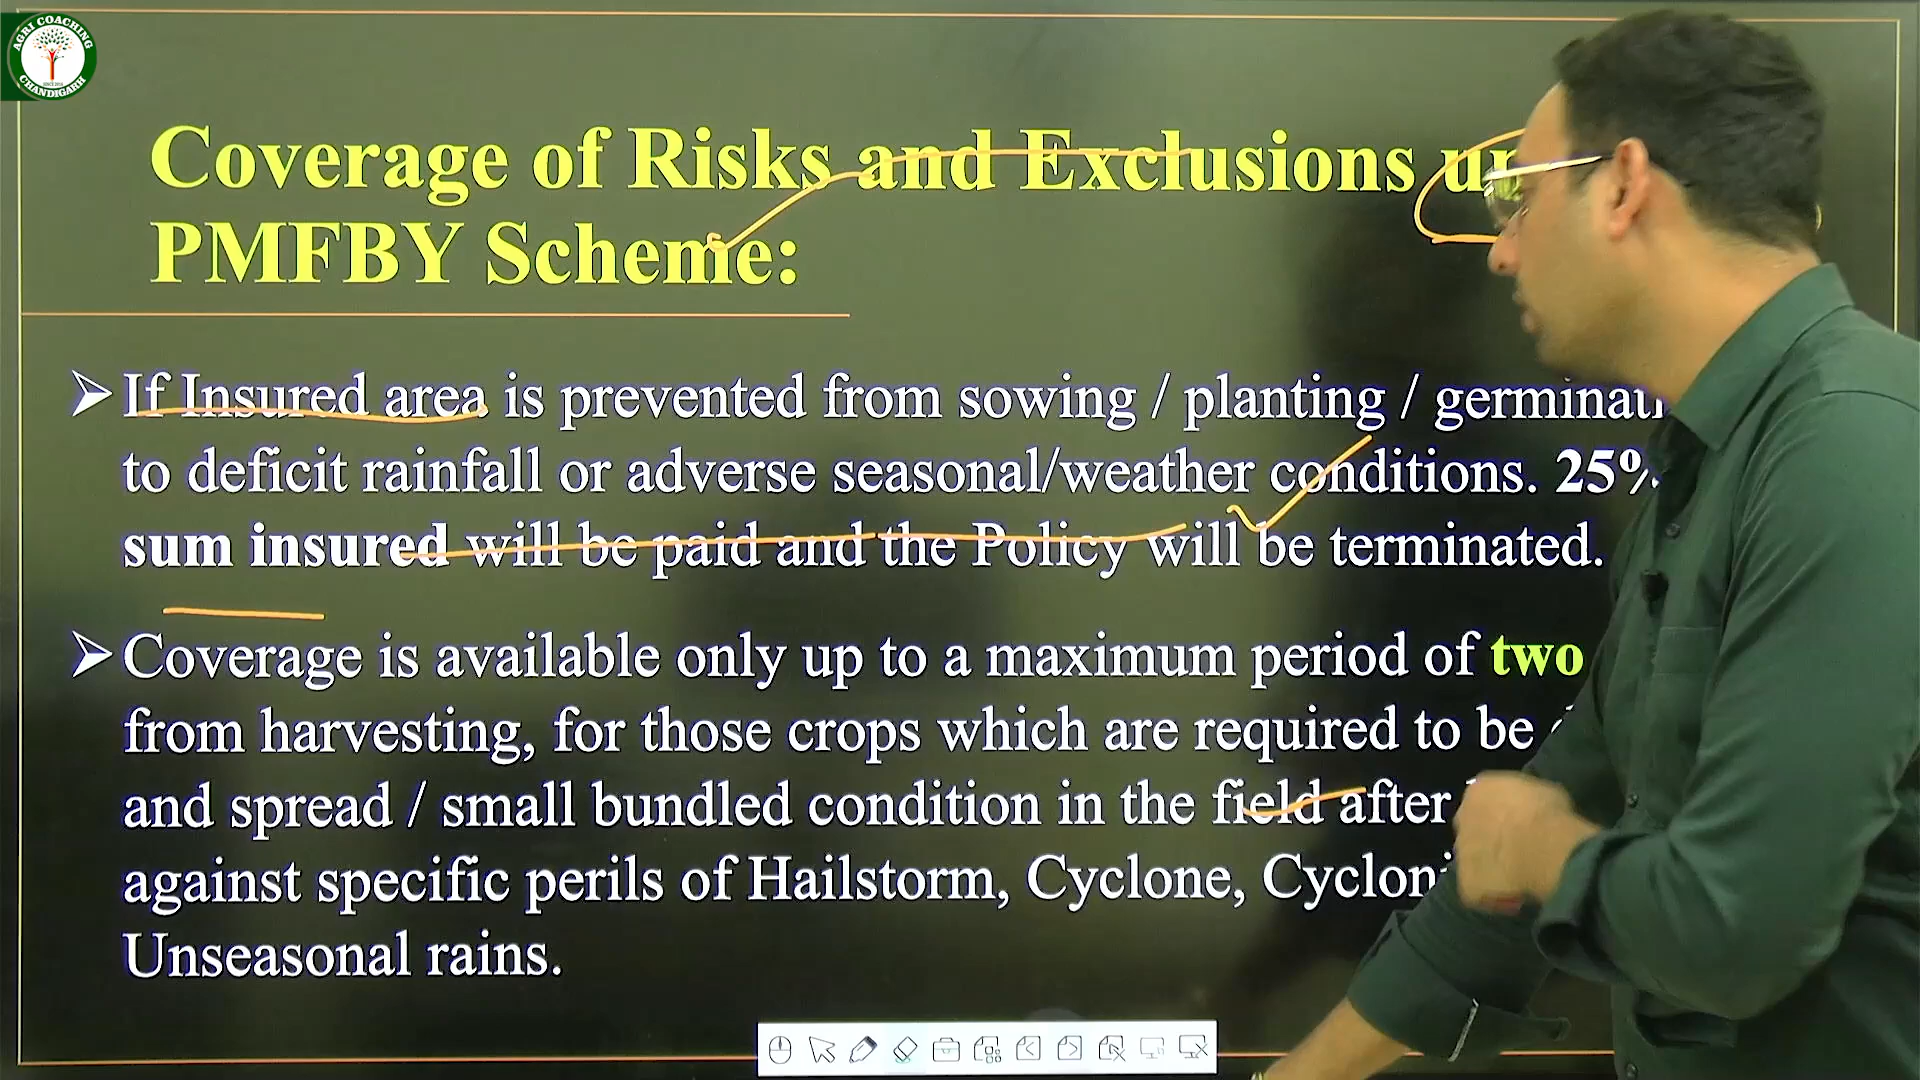 AGRI COACHING
CHANDIGARH
Coverage of Risks and Exclusions
PMFBY Scheme:
If Insured area is prevented from sowing / planting /
to deficit rainfall or adverse seasonal/weather conditions. 25%
sum insured will be paid and the Policy will be terminated.
Coverage is available only up to a maximum period of two
from harvesting, for those crops which are required to be
and spread / small bundled condition in the field after
against specific perils of Hailstorm, Cyclone,
Unseasonal rains.